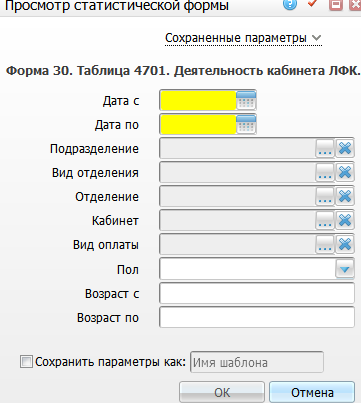 Просмотр статистической формы
Сохраненные параметры
Форма 30. Таблица 4701. Деятельность кабинета ЛФК.
Дата с
Дата по
Подразделение
...
Вид отделения
...
Отделение
...
Кабинет
...
Вид оплаты
...
Пол
Возраст с
Возраст по
Сохранить параметры как: Имя шаблона
OK Отмена